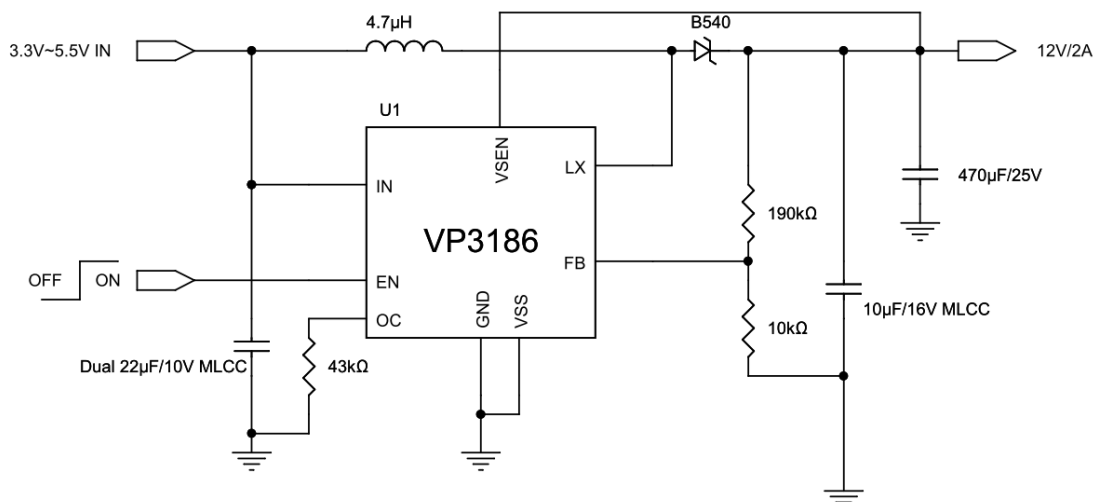 4.7μH
B540
3.3V~5.5V IN
12V/2A
U1
VSEN
IN
LX
470μF/25V
VP3186
190kΩ
FB
OFF
ON
EN
GND
VSS
OC
10μF/16V MLCC
10kΩ
Dual 22μF/10V MLCC
43kΩ